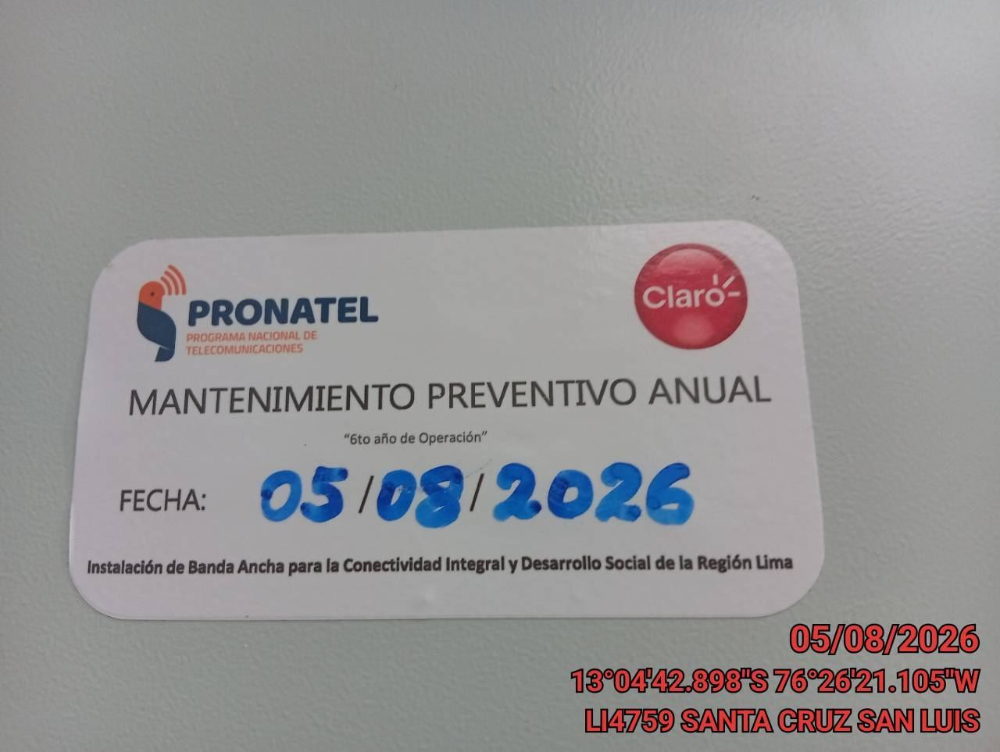 PRONATEL
PROGRAMA NACIONAL DE
TELECOMUNICACIONES
Claro
MANTENIMIENTO PREVENTIVO ANUAL
“6to año de Operación”
FECHA: 05/08/2026
Instalación de Banda Ancha para la Conectividad Integral y Desarrollo Social de la Región Lima
05/08/2026
13°04'42.898"S 76°26'21.105"W
LI4759 SANTA CRUZ SAN LUIS